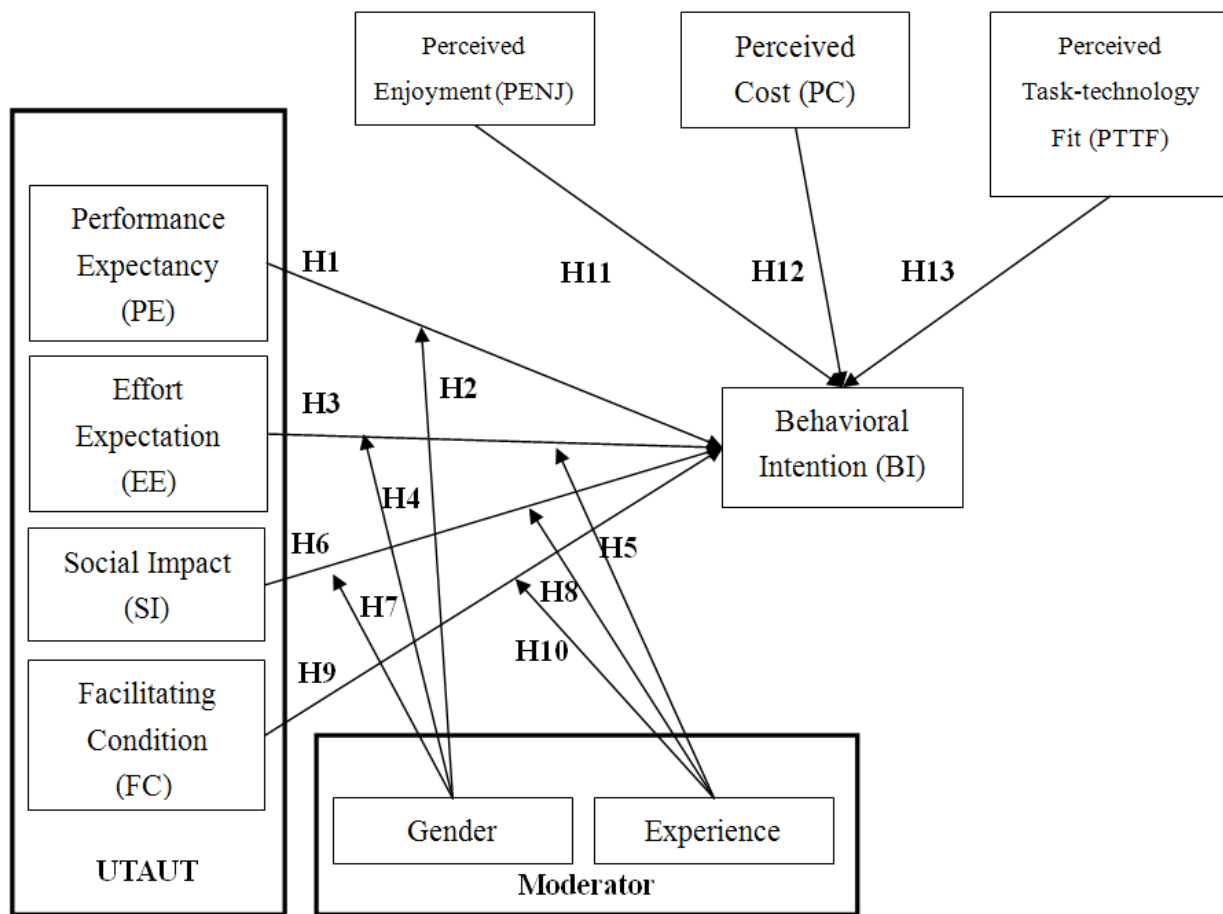 Perceived
Enjoyment (PENJ)
Perceived
Cost (PC)
Perceived
Task-technology
Fit (PTTF)
Performance
Expectancy
(PE)
Effort
Expectation
(EE)
Social Impact
(SI)
Facilitating
Condition
(FC)
UTAUT
H1
H2
H3
H4
H5
H6
H7
H8
H9
H10
H11
H12
H13
Behavioral
Intention (BI)
Gender
Experience
Moderator